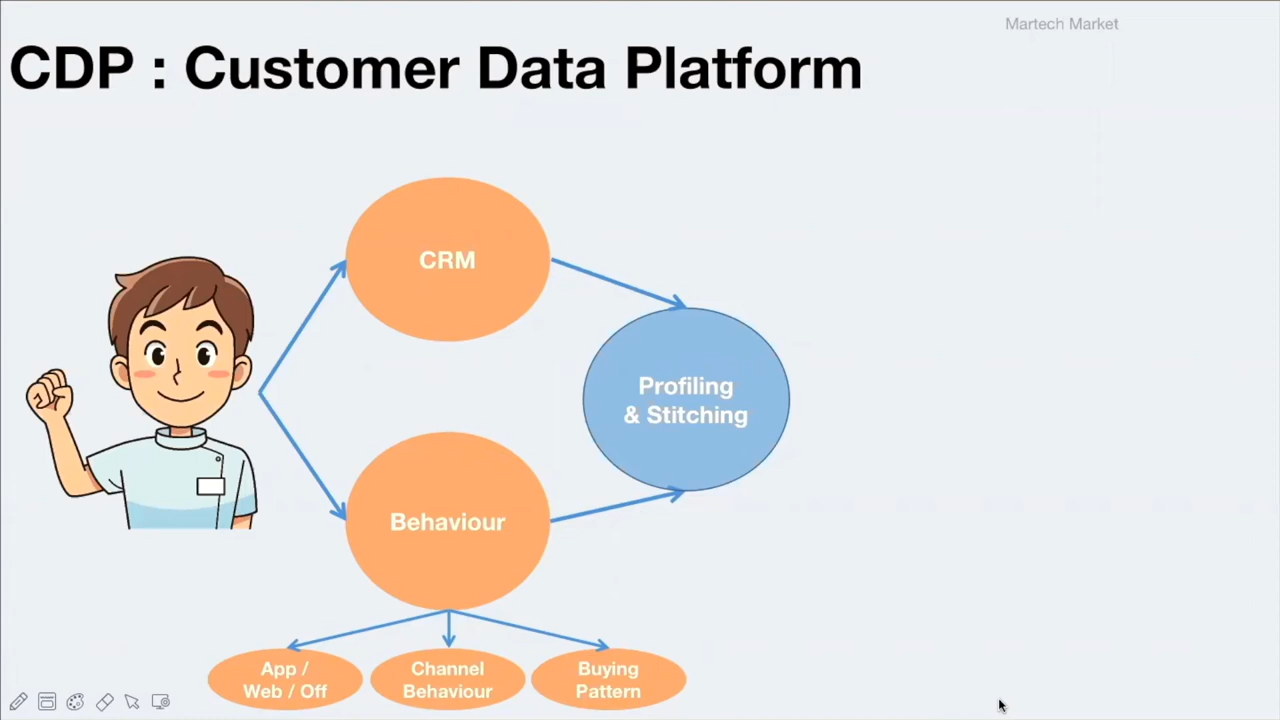 Martech Market
CDP : Customer Data Platform
CRM
Profiling
& Stitching
Behaviour
App /
Web / Off
Channel
Behaviour
Buying
Pattern